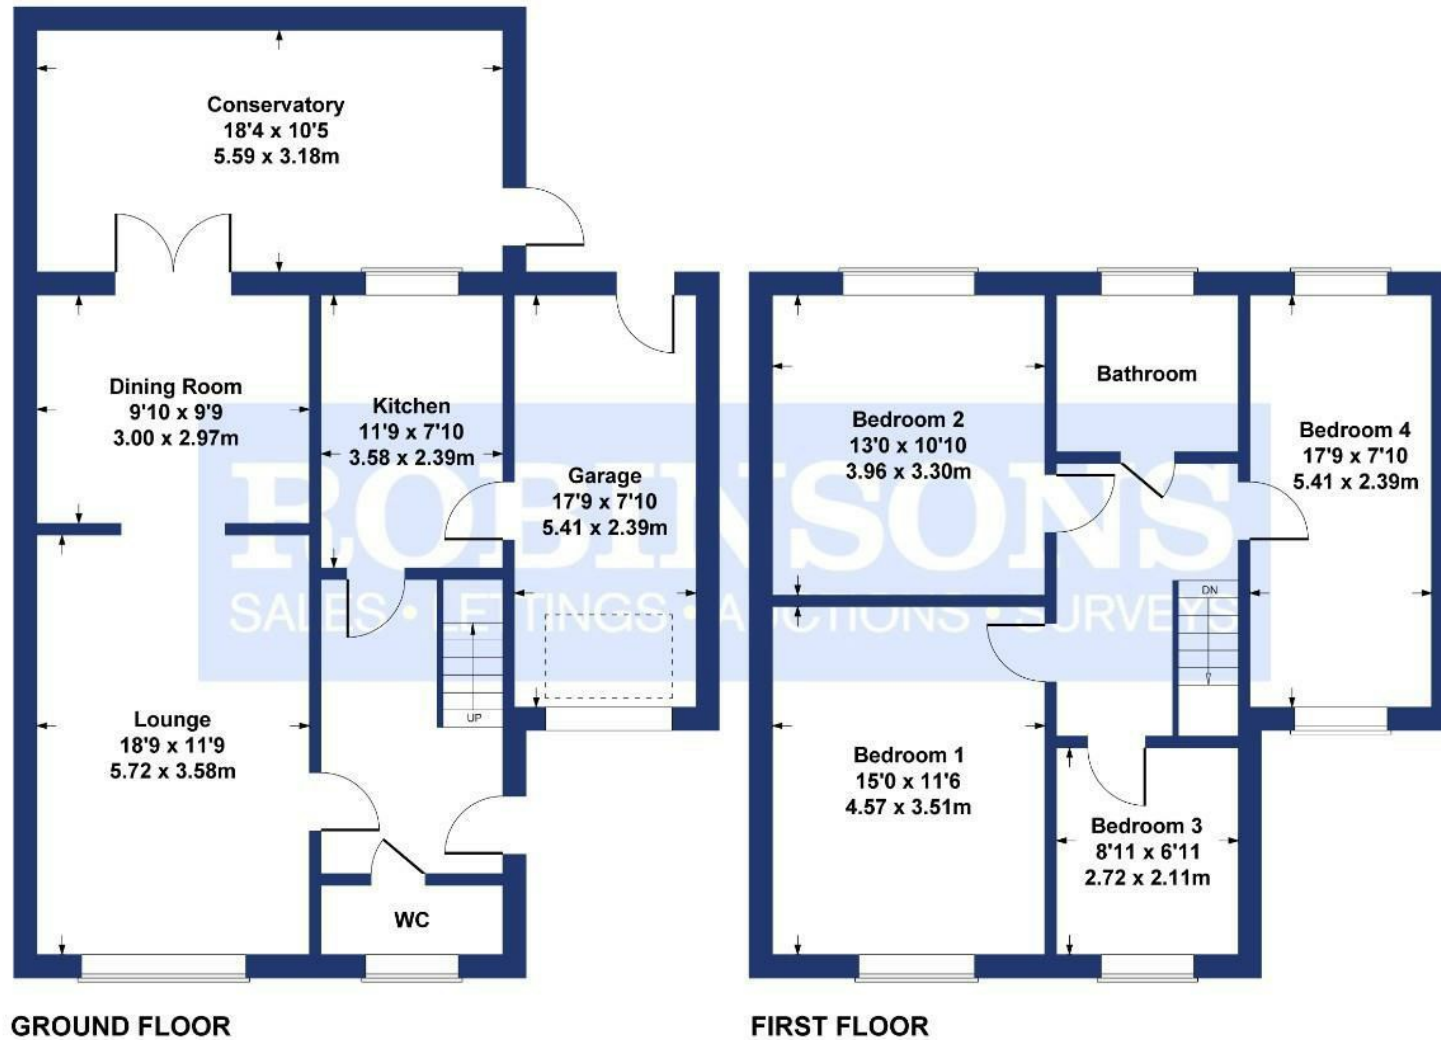 Conservatory
18'4 x 10'5
5.59 x 3.18m
Dining Room
9'10 x 9'9
3.00 x 2.97m
Kitchen
11'9 x 7'10
3.58 x 2.39m
Garage
17'9 x 7'10
5.41 x 2.39m
Lounge
18'9 x 11'9
5.72 x 3.58m
UP
WC
GROUND FLOOR
Bedroom 2
13'0 x 10'10
3.96 x 3.30m
Bathroom
Bedroom 4
17'9 x 7'10
5.41 x 2.39m
DN
Bedroom 1
15'0 x 11'6
4.57 x 3.51m
Bedroom 3
8'11 x 6'11
2.72 x 2.11m
FIRST FLOOR
ROBINSONS
SALES • LETTINGS • AUCTIONS • SURVEYS